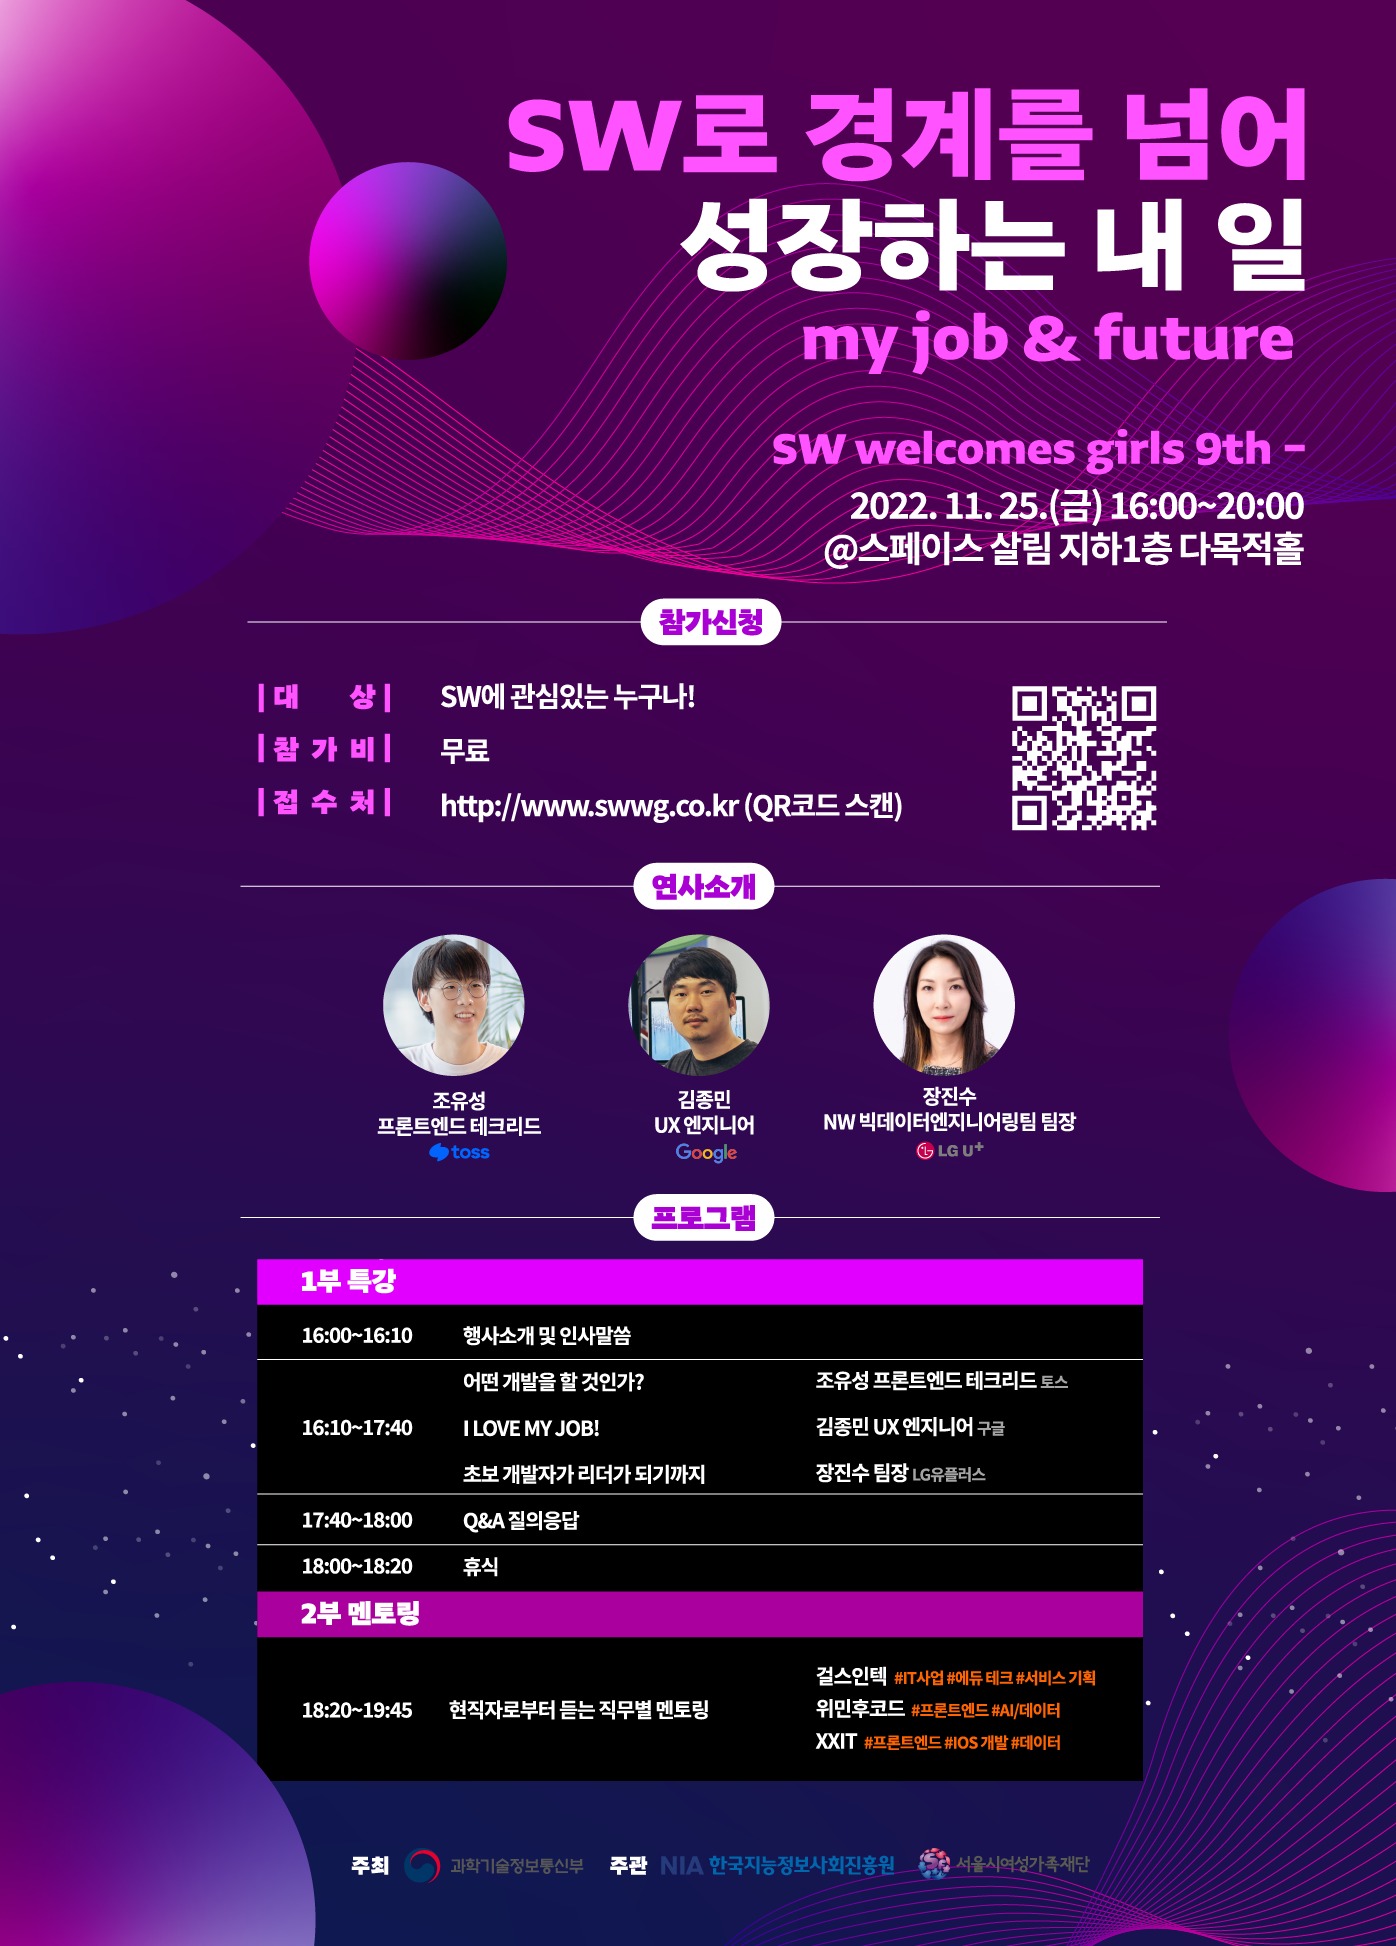 SW로 경계를 넘어
성장하는 내 일
my job & future
SW welcomes girls 9th –
2022. 11. 25.(금) 16:00~20:00
@스페이스 살림 지하1층 다목적홀
참가신청
| 대 상 | SW에 관심있는 누구나!
| 참 가 비 | 무료
| 접 수 처 | http://www.swwg.co.kr (QR코드 스캔)
연사소개
조유성
프론트엔드 테크리드
toss
김종민
UX 엔지니어
Google
장진수
NW 빅데이터엔지니어링팀 팀장
LG U+
프로그램
1부 특강
16:00~16:10 행사소개 및 인사말씀
어떤 개발을 할 것인가? 조유성 프론트엔드 테크리드 토스
16:10~17:40 I LOVE MY JOB! 김종민 UX 엔지니어 구글
초보 개발자가 리더가 되기까지 장진수 팀장 LG유플러스
17:40~18:00 Q&A 질의응답
18:00~18:20 휴식
2부 멘토링
걸스인텍 #IT사업 #에듀 테크 #서비스 기획
18:20~19:45 현직자로부터 듣는 직무별 멘토링 위민후코드 #프론트엔드 #AI/데이터
XXIT #프론트엔드 #IOS 개발 #데이터
주최 과학기술정보통신부 주관 NIA 한국지능정보사회진흥원 서울시여성가족재단